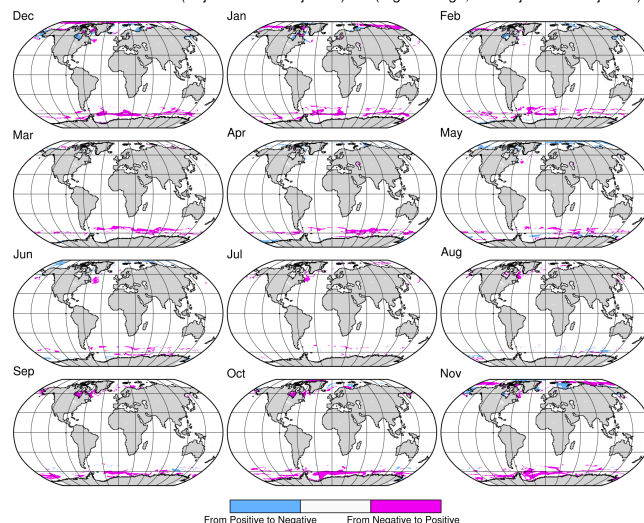 Dec Jan Feb
Mar Apr May
Jun Jul Aug
Sep Oct Nov
From Positive to Negative From Negative to Positive